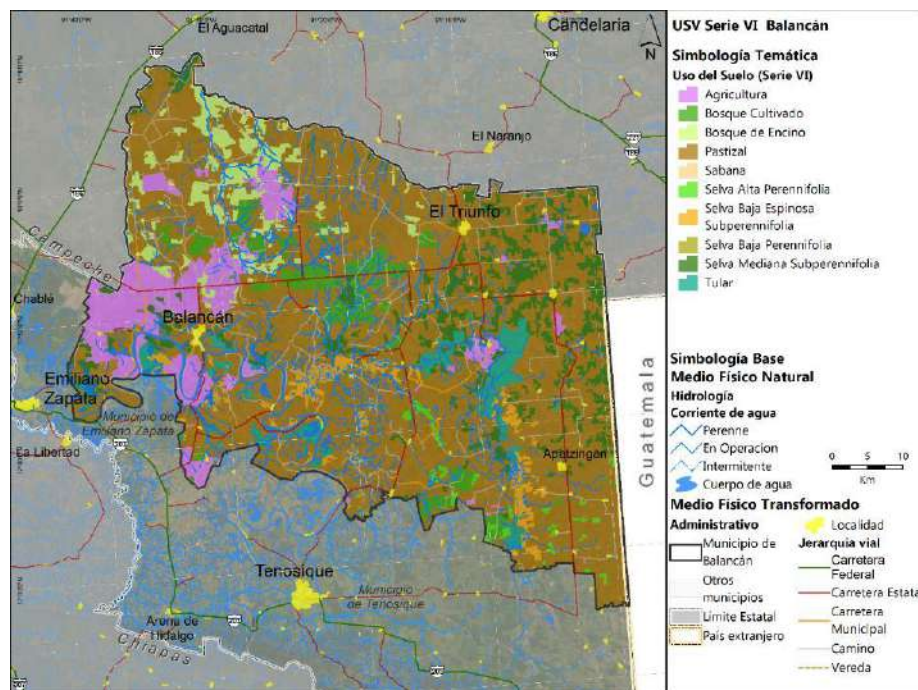 El Aguacatal
Candelaria
N
El Naranjo
El Triunfo
Campeche
Chablé
Balancán
Emiliano
Zapata
Municipio de
Emiliano Zapata
La Libertad
Guatemala
Tenosique
Municipio
de Tenosique
Arena de
Hidalgo
Chiapas
USV Serie VI Balancán
Simbología Temática
Uso del Suelo (Serie VI)
Agricultura
Bosque Cultivado
Bosque de Encino
Pastizal
Sabana
Selva Alta Perennifolia
Selva Baja Espinosa
Subperennifolia
Selva Baja Perennifolia
Selva Mediana Subperennifolia
Tular
Simbología Base
Medio Físico Natural
Hidrología
Corriente de agua
Perenne
En Operacion
Intermitente
Cuerpo de agua
0 10
Km
Medio Físico Transformado
Administrativo
Municipio de
Balancán
Otros
municipios
Límite Estatal
País extranjero
Localidad
Jerarquía vial
Carretera
Federal
Carretera Estata
Carretera
Municipal
Camino
Vereda